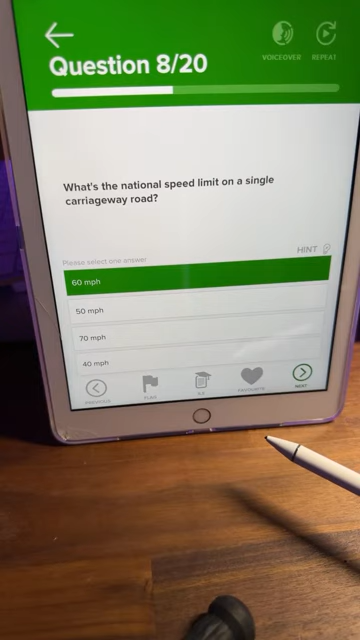 Question 8/20
VOICEOVER
REPEAT
What's the national speed limit on a single
carriageway road?
HINT
Please select one answer
60 mph
50 mph
70 mph
40 mph
PREVIOUS
FLAG
FAVOURITE
NEXT